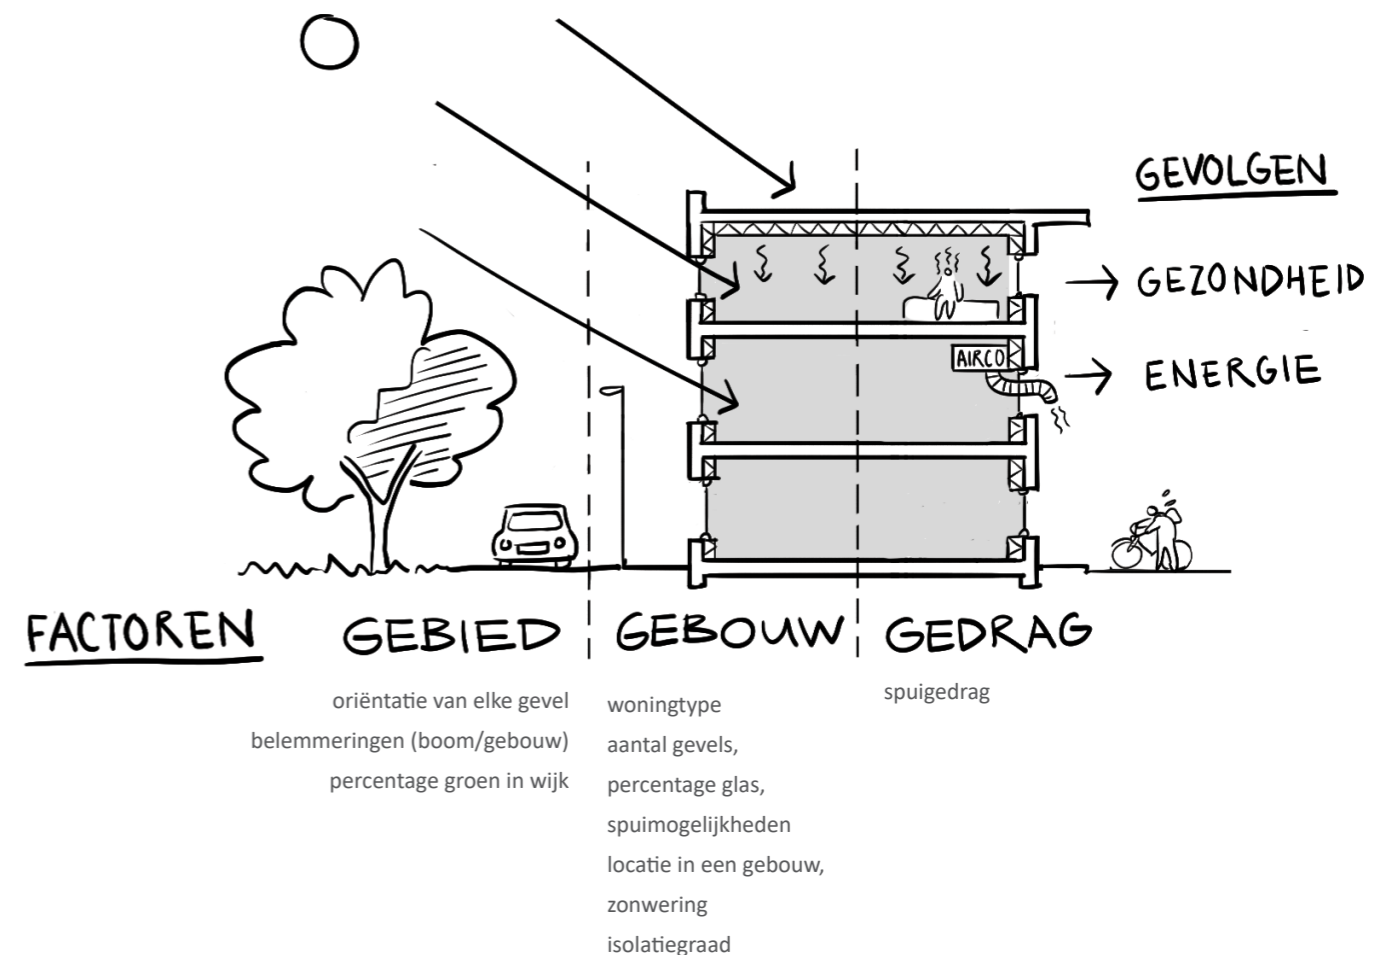 GEVOLGEN
→ GEZONDHEID
AIRCO
→ ENERGIE
FACTOREN
GEBIED
GEBOUW
GEDRAG
oriëntatie van elke gevel
belemmeringen (boom/gebouw)
percentage groen in wijk
woningtype
aantal gevels,
percentage glas,
spuimogelijkheden
locatie in een gebouw,
zonwering
isolatiegraad
spuigedrag